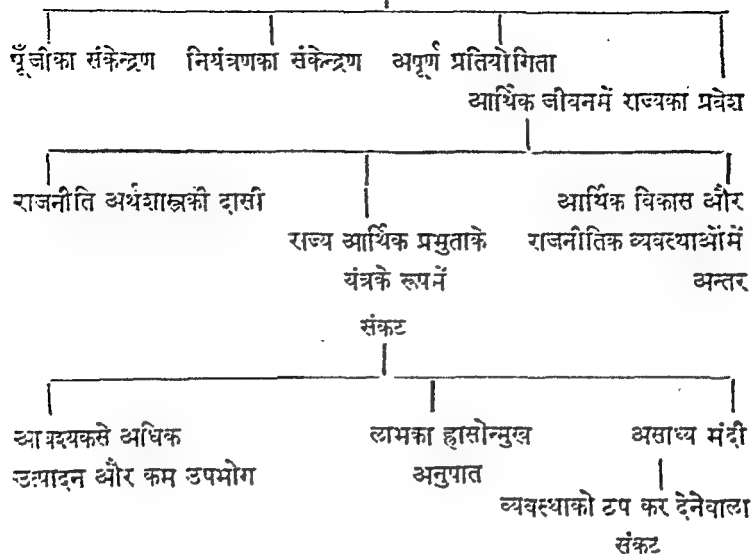 पूँजीका संकेन्द्रण नियंत्रणका संकेन्द्रण अपूर्ण प्रतियोगिता
आर्थिक जीवनमें राज्यका प्रवेश
राजनीति अर्थशास्त्रकी दासी
राज्य आर्थिक प्रभुताके
यंत्रके रूपमें
आर्थिक विकास और
राजनीतिक व्यवस्थाओंमें
अन्तर
संकट
आवश्यकसे अधिक
उत्पादन और कम उपभोग
लाभका ह्रासोन्मुख
अनुपात
असाध्य मंदी
व्यवस्थाको टप कर देनेवाला
संकट